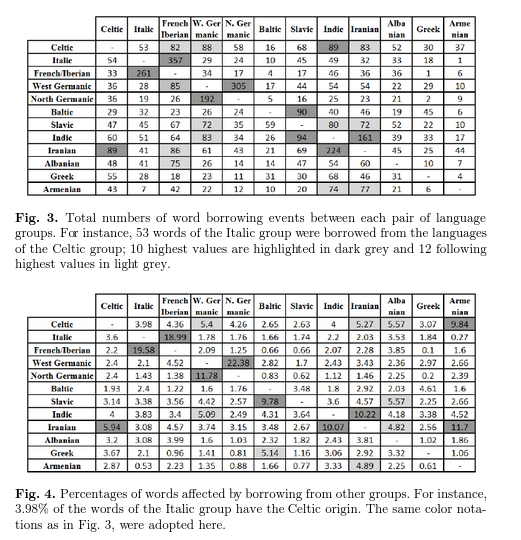 Celtic Italic French W. Ger N. Ger Baltic Slavic Indic Iranian Alba Greek Arme
Iberian manic manic nian nian
Celtic - 53 82 88 58 16 68 89 83 52 30 37
Italic 54 - 357 29 24 10 45 49 32 33 18 1
French/Iberian 33 261 - 34 17 4 17 46 36 36 1 6
West Germanic 36 28 85 - 305 17 44 54 54 22 29 10
North Germanic 36 19 26 192 - 5 16 25 23 21 2 9
Baltic 29 32 23 26 24 - 90 40 46 19 45 6
Slavic 47 45 67 72 35 59 - 80 72 52 22 10
Indic 60 51 64 83 34 26 94 - 161 39 33 17
Iranian 89 41 86 61 43 21 69 224 - 45 25 44
Albanian 48 41 75 26 14 14 47 54 60 - 10 7
Greek 55 28 18 23 11 31 30 68 46 31 - 4
Armenian 43 7 42 22 12 10 20 74 77 21 6 -
Fig. 3. Total numbers of word borrowing events between each pair of language
groups. For instance, 53 words of the Italic group were borrowed from the languages
of the Celtic group; 10 highest values are highlighted in dark grey and 12 following
highest values in light grey.
Celtic Italic French W. Ger N. Ger Baltic Slavic Indic Iranian Alba Greek Arme
Iberian manic manic nian nian
Celtic - 3.98 4.36 5.4 4.26 2.65 2.63 4 5.27 5.57 3.07 9.84
Italic 3.6 - 18.99 1.78 1.76 1.66 1.74 2.2 2.03 3.53 1.84 0.27
French/Iberian 2.2 19.58 - 2.09 1.25 0.66 0.66 2.07 2.28 3.85 0.1 1.6
West Germanic 2.4 2.1 4.52 - 22.38 2.82 1.7 2.43 3.43 2.36 2.97 2.66
North Germanic 2.4 1.43 1.38 11.78 - 0.83 0.62 1.12 1.46 2.25 0.2 2.39
Baltic 1.93 2.4 1.22 1.6 1.76 - 3.48 1.8 2.92 2.03 4.61 1.6
Slavic 3.14 3.38 3.56 4.42 2.57 9.78 - 3.6 4.57 5.57 2.25 2.66
Indic 4 3.83 3.4 5.09 2.49 4.31 3.64 - 10.22 4.18 3.38 4.52
Iranian 5.94 3.08 4.57 3.74 3.15 3.48 2.67 10.07 - 4.82 2.56 11.7
Albanian 3.2 3.08 3.99 1.6 1.03 2.32 1.82 2.43 3.81 - 1.02 1.86
Greek 3.67 2.1 0.96 1.41 0.81 5.14 1.16 3.06 2.92 3.32 - 1.06
Armenian 2.87 0.53 2.23 1.35 0.88 1.66 0.77 3.33 4.89 2.25 0.61 -
Fig. 4. Percentages of words affected by borrowing from other groups. For instance,
3.98% of the words of the Italic group have the Celtic origin. The same color nota-
tions as in Fig. 3, were adopted here.